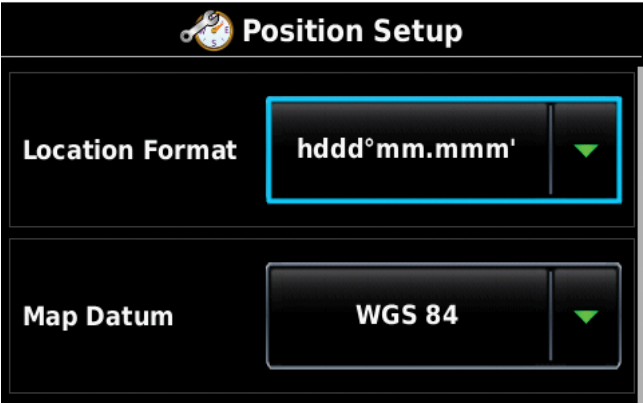 Position Setup
Location Format
hddd°mm.mmm'
Map Datum
WGS 84